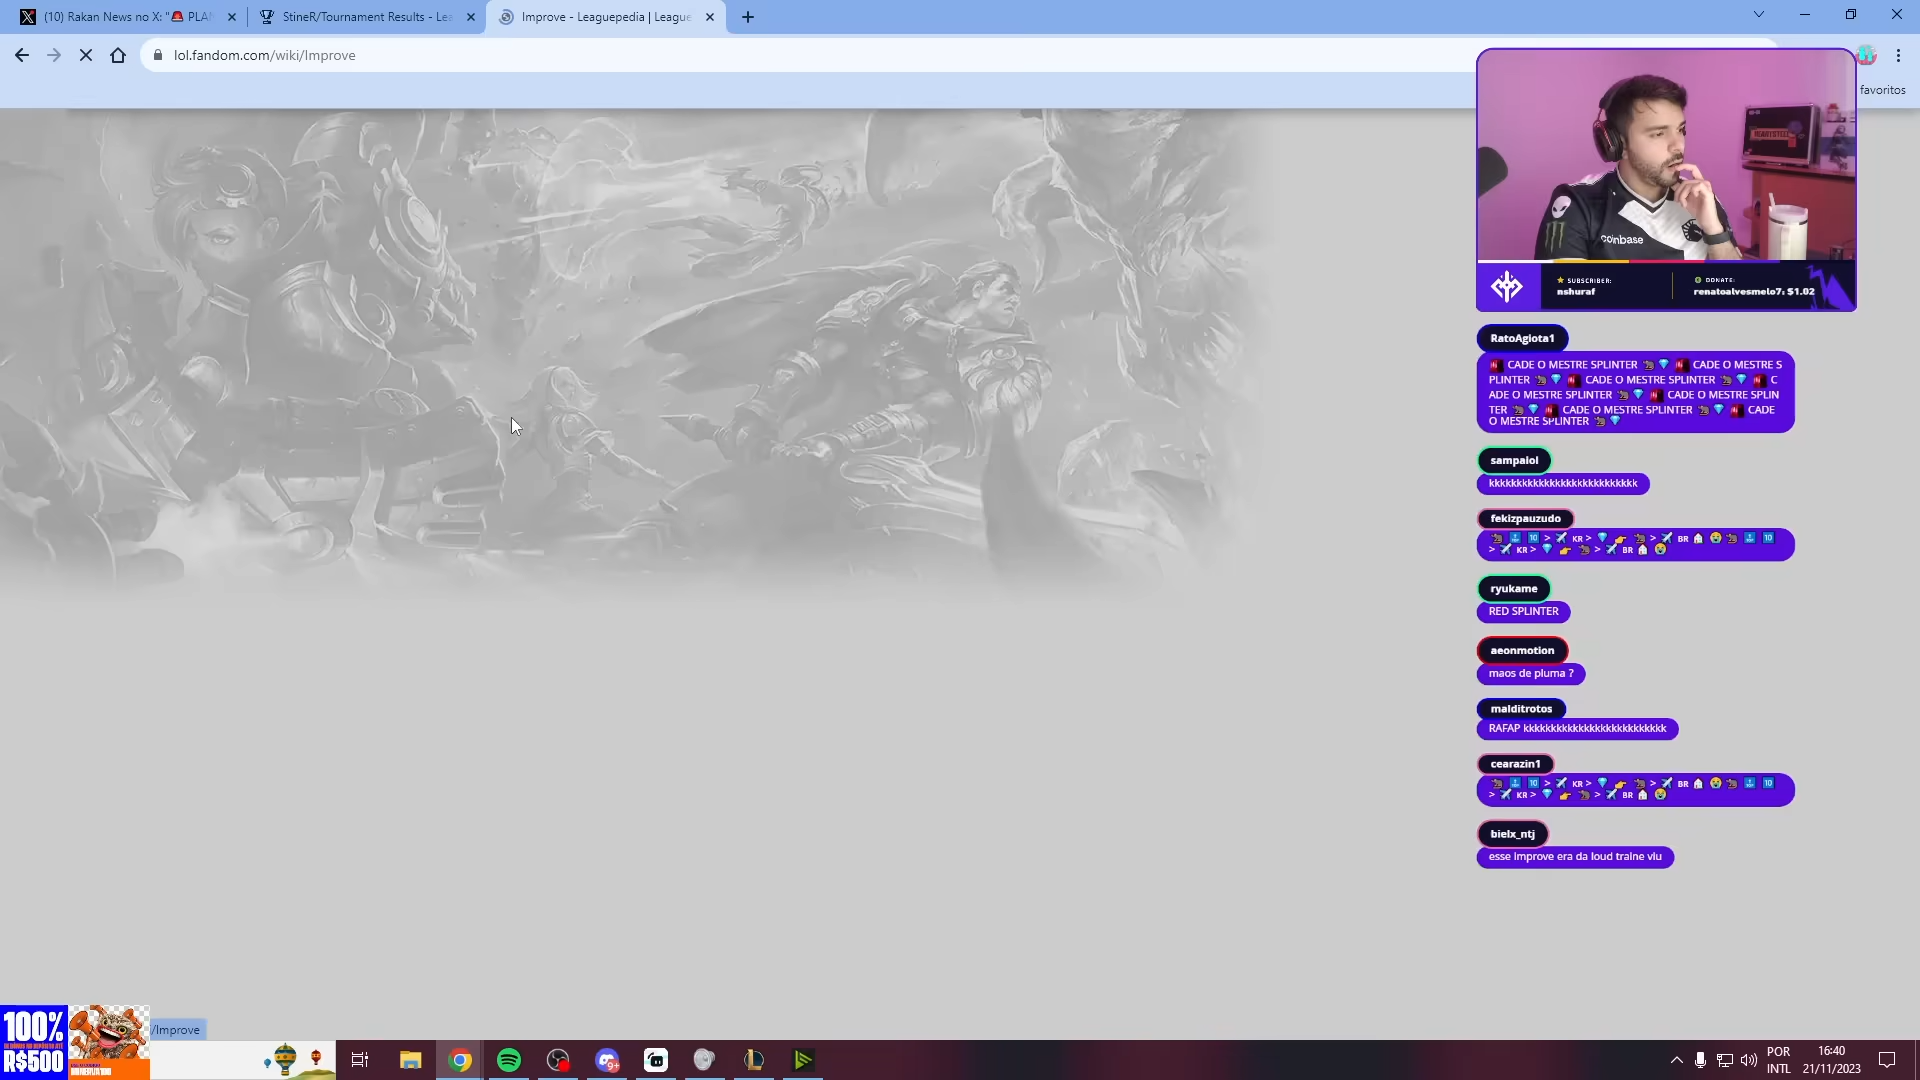 (10) Rakan News no X: "🚨 PLAN
StineR/Tournament Results - Lea
Improve - Leaguepedia | League
lol.fandom.com/wiki/Improve
favoritos
coinbase
SUBSCRIBER:
nshuraf
DONATE:
renatoalvesmelo7: $1.02
RatoAgiota1
CADE O MESTRE SPLINTER 🐀 💎 🚨 CADE O MESTRE S
PLINTER 🐀 💎 🚨 CADE O MESTRE SPLINTER 🐀 💎 🚨 C
ADE O MESTRE SPLINTER 🐀 💎 🚨 CADE O MESTRE SPLIN
TER 🐀 💎 🚨 CADE O MESTRE SPLINTER 🐀 💎 🚨 CADE
O MESTRE SPLINTER 🐀 💎
sampaiol
kkkkkkkkkkkkkkkkkkkkkkkkkkk
fekizpauzudo
🐀 🔝 🔟 > ✈️ KR > 💎 👉 🐀 > ✈️ BR 🏠 😭 🐀 🔝 🔟
> ✈️ KR > 💎 👉 🐀 > ✈️ BR 🏠 😭
ryukame
RED SPLINTER
aeonmotion
maos de pluma ?
malditrotos
RAFAP kkkkkkkkkkkkkkkkkkkkkkkkkk
cearazin1
🐀 🔝 🔟 > ✈️ KR > 💎 👉 🐀 > ✈️ BR 🏠 😭 🐀 🔝 🔟
> ✈️ KR > 💎 👉 🐀 > ✈️ BR 🏠 😭
bielx_ntj
esse improve era da loud traine viu
100%
R$500
/Improve
9+
POR
INTL
16:40
21/11/2023